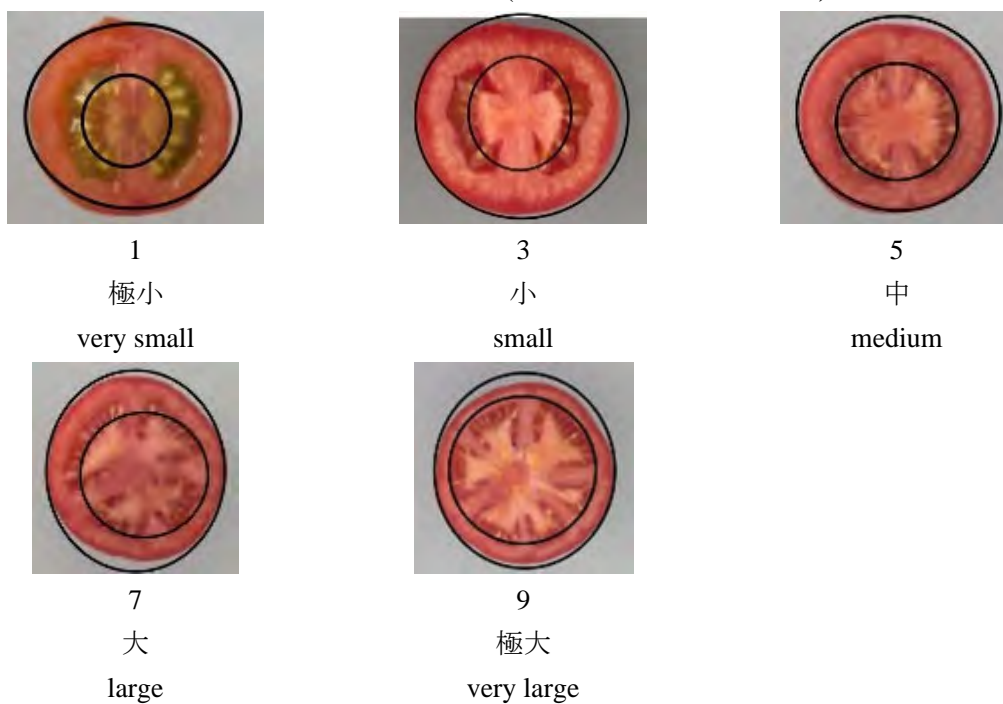 1
極小
very small
3
小
small
5
中
medium
7
大
large
9
極大
very large